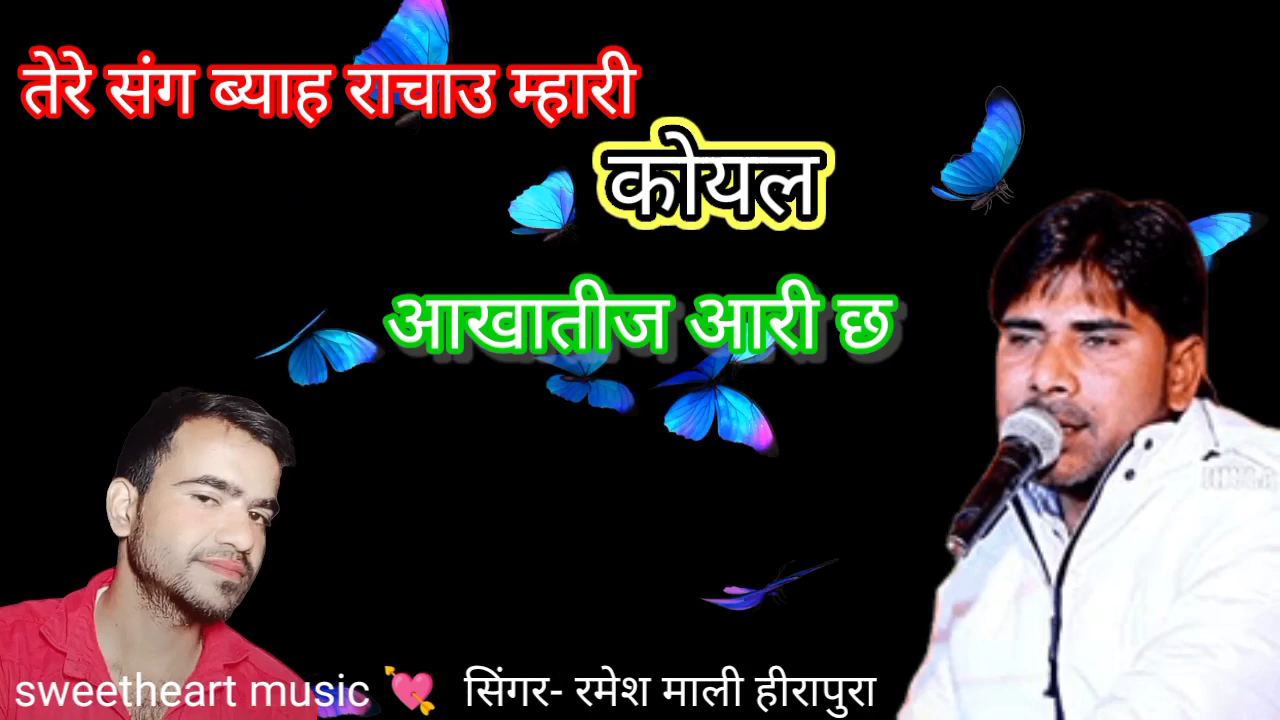 तेरे संग ब्याह राचाउ म्हारी
कोयल
आखातीज आरी छ
sweetheart music 💘 सिंगर- रमेश माली हीरापुरा